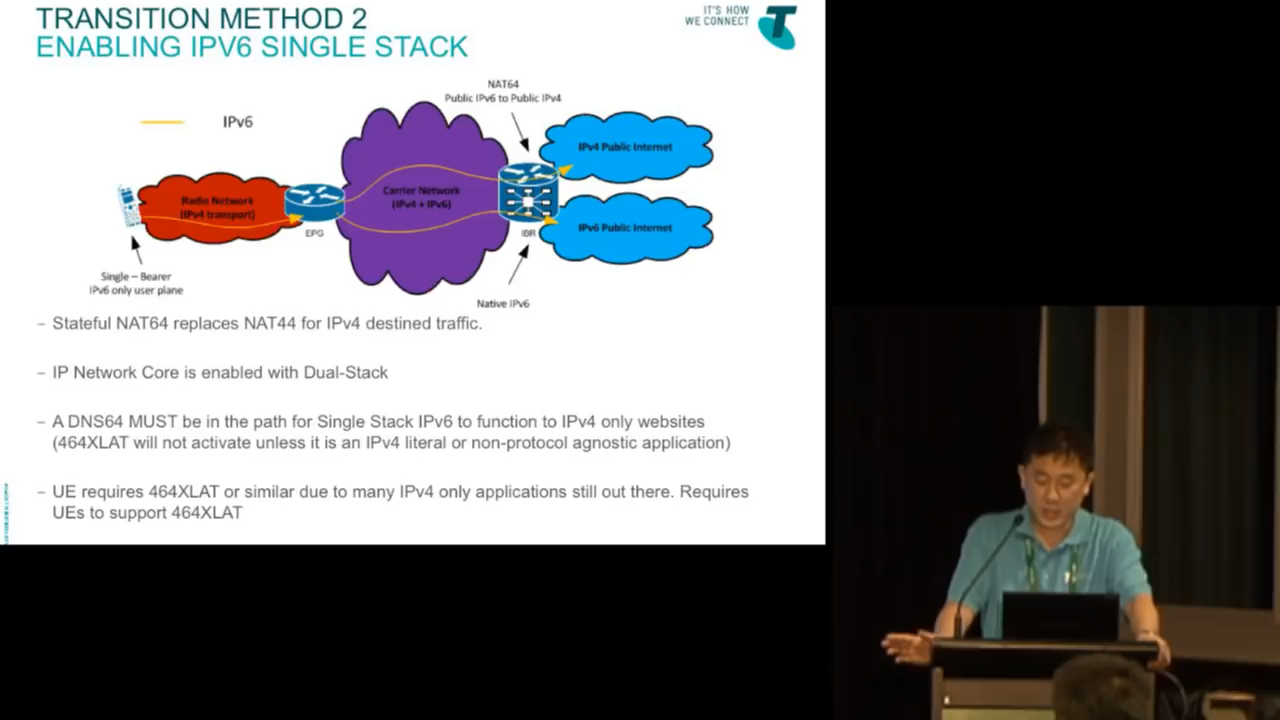 TRANSITION METHOD 2
ENABLING IPV6 SINGLE STACK
IT'S HOW
WE CONNECT
T
NAT64
Public IPv6 to Public IPv4
IPv6
IPv4 Public Internet
Radio Network
(IPv4 transport)
Carrier Network
(IPv4 + IPv6)
IPv6 Public Internet
EPG
IBR
Single – Bearer
IPv6 only user plane
Native IPv6
– Stateful NAT64 replaces NAT44 for IPv4 destined traffic.
– IP Network Core is enabled with Dual-Stack
– A DNS64 MUST be in the path for Single Stack IPv6 to function to IPv4 only websites
(464XLAT will not activate unless it is an IPv4 literal or non-protocol agnostic application)
– UE requires 464XLAT or similar due to many IPv4 only applications still out there. Requires
UEs to support 464XLAT